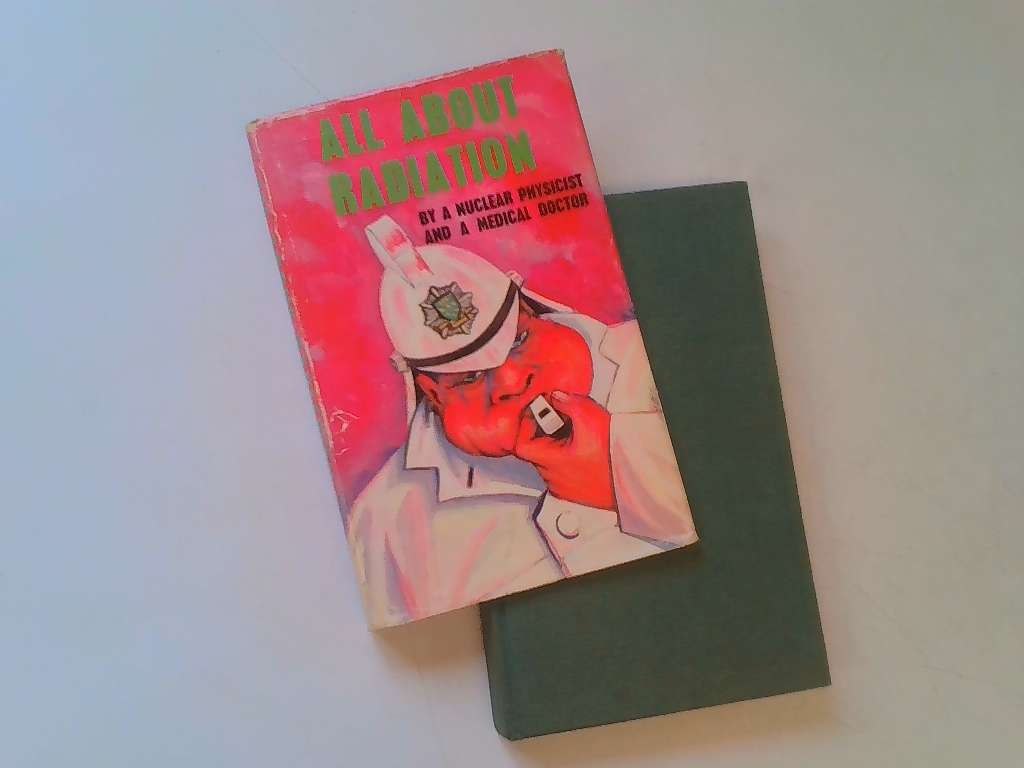 ALL ABOUT
RADIATION
BY A NUCLEAR PHYSICIST
AND A MEDICAL DOCTOR